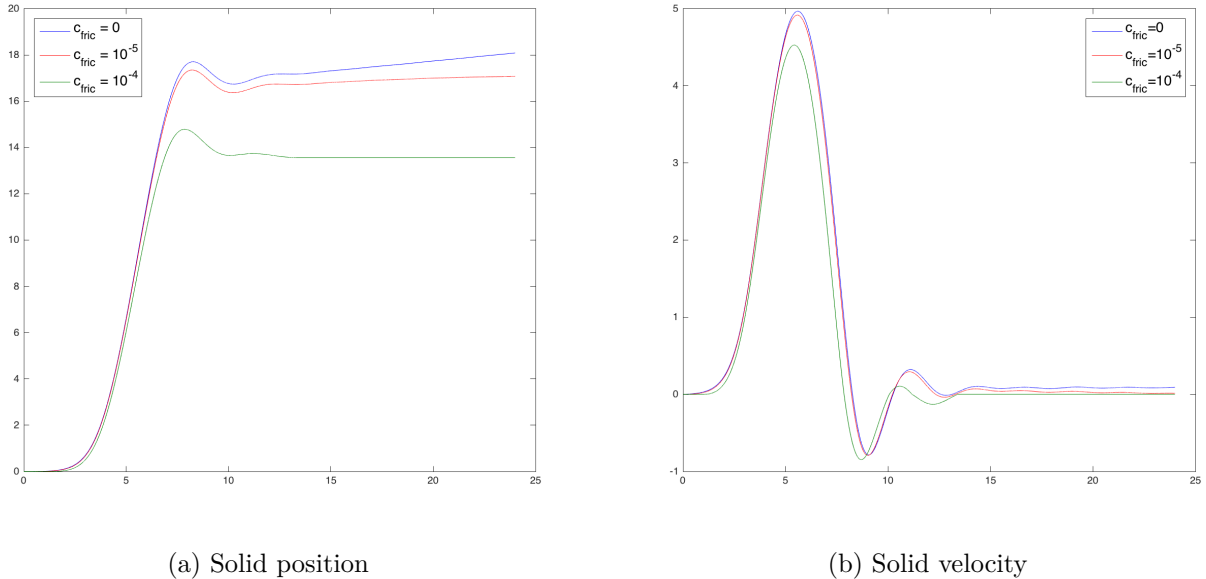 20
18
16
14
12
10
8
6
4
2
0
0 5 10 15 20 25
c_fric = 0
c_fric = 10^-5
c_fric = 10^-4
(a) Solid position
5
4
3
2
1
0
-1
0 5 10 15 20 25
c_fric=0
c_fric=10^-5
c_fric=10^-4
(b) Solid velocity